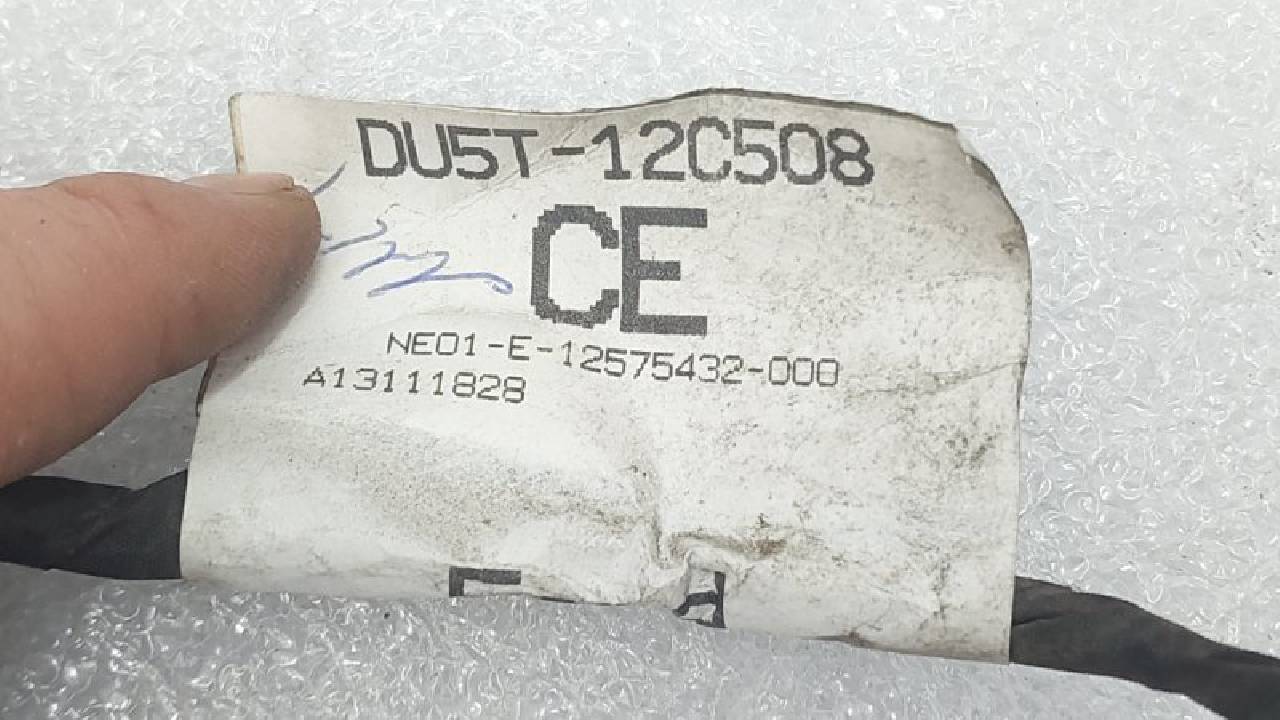 DU5T-12C508
CE
NE01-E-12575432-000
A13111828